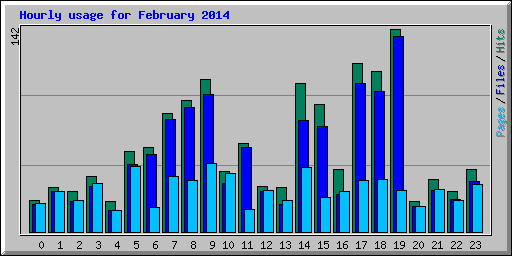 Hourly usage for February 2014
142
Pages / Files / Hits
0 1 2 3 4 5 6 7 8 9 10 11 12 13 14 15 16 17 18 19 20 21 22 23